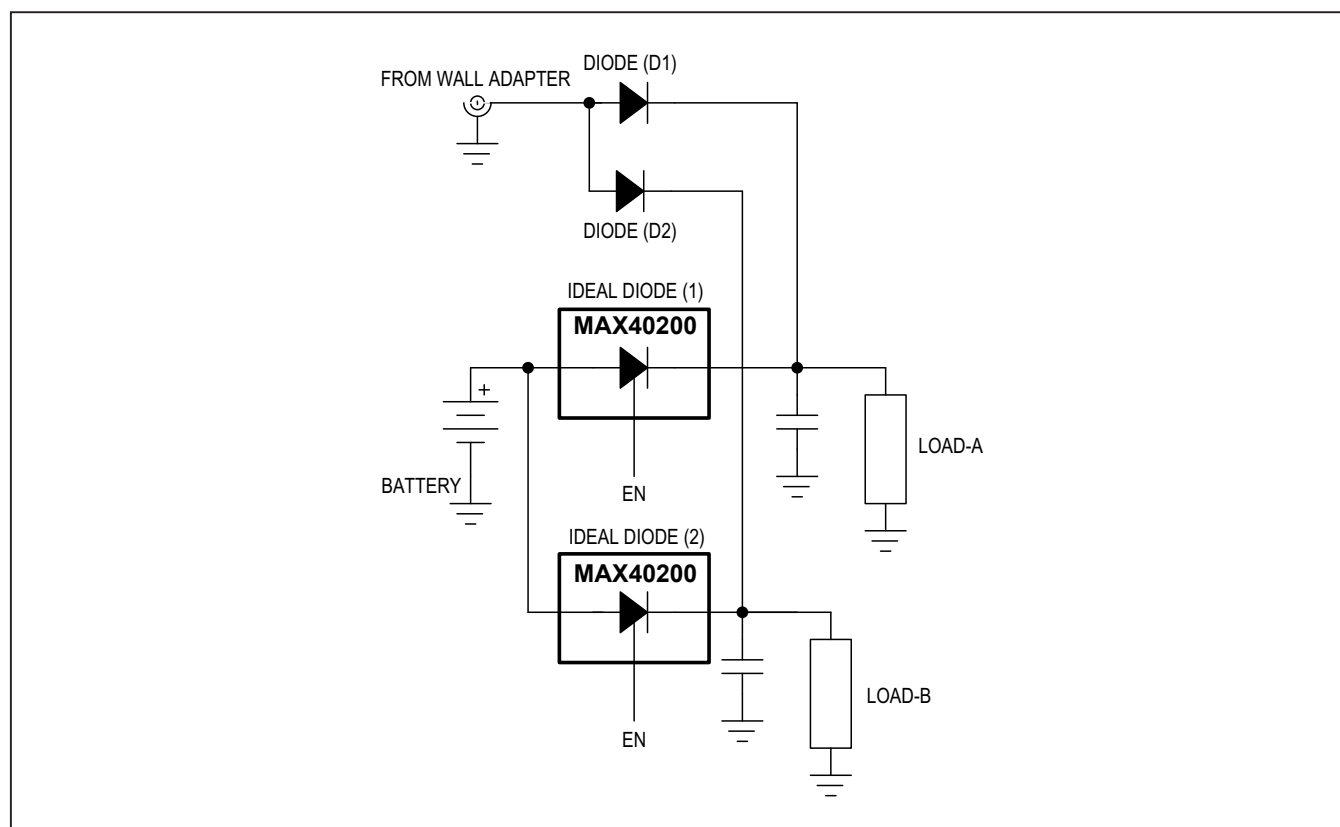 DIODE (D1)
FROM WALL ADAPTER
DIODE (D2)
IDEAL DIODE (1)
MAX40200
+
BATTERY
EN
LOAD-A
IDEAL DIODE (2)
MAX40200
EN
LOAD-B